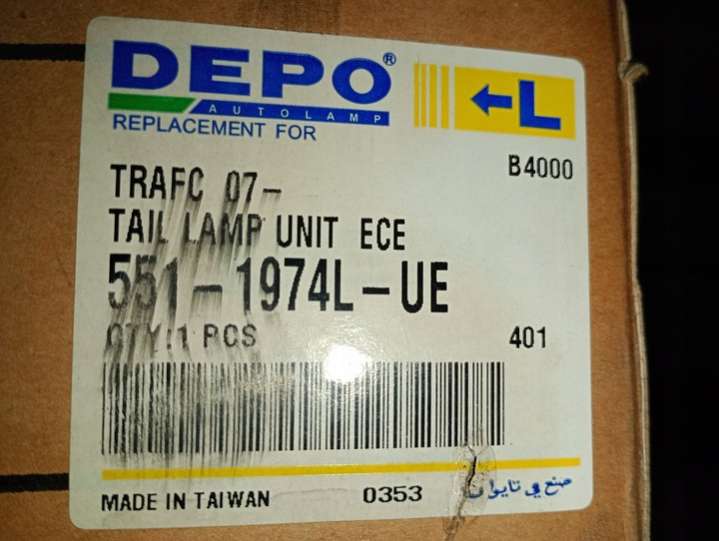 DEPO®
AUTOLAMP
REPLACEMENT FOR
L
B4000
TRAFC 07-
TAIL LAMP UNIT ECE
551-1974L-UE
QTY:1 PCS
401
MADE IN TAIWAN
0353
صنع في تايوان